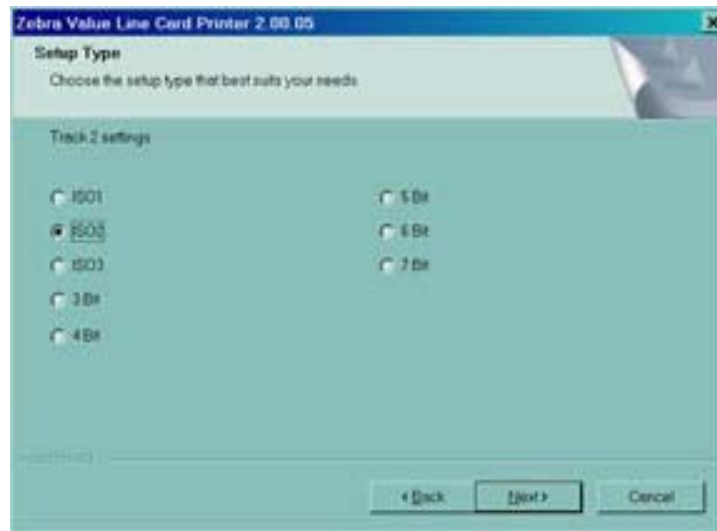 Zebra Value Line Card Printer 2.00.05
Setup Type
Choose the setup type that best suits your needs
Track 2 settings
ISO1
ISO2
ISO3
3 Bit
4 Bit
5 Bit
6 Bit
7 Bit
< Back
Next >
Cancel